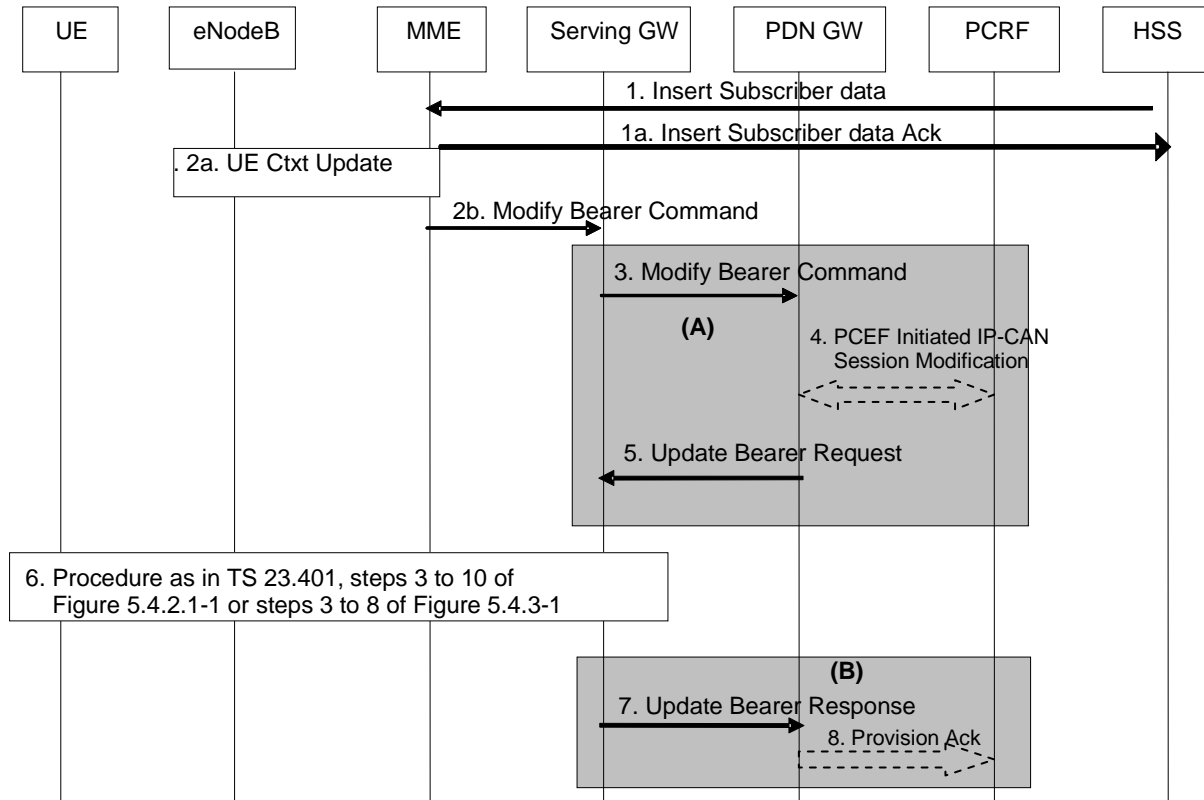 UE
eNodeB
MME
Serving GW
PDN GW
PCRF
HSS
1. Insert Subscriber data
1a. Insert Subscriber data Ack
. 2a. UE Ctxt Update
2b. Modify Bearer Command
3. Modify Bearer Command
(A)
4. PCEF Initiated IP-CAN
Session Modification
5. Update Bearer Request
6. Procedure as in TS 23.401, steps 3 to 10 of
Figure 5.4.2.1-1 or steps 3 to 8 of Figure 5.4.3-1
(B)
7. Update Bearer Response
8. Provision Ack